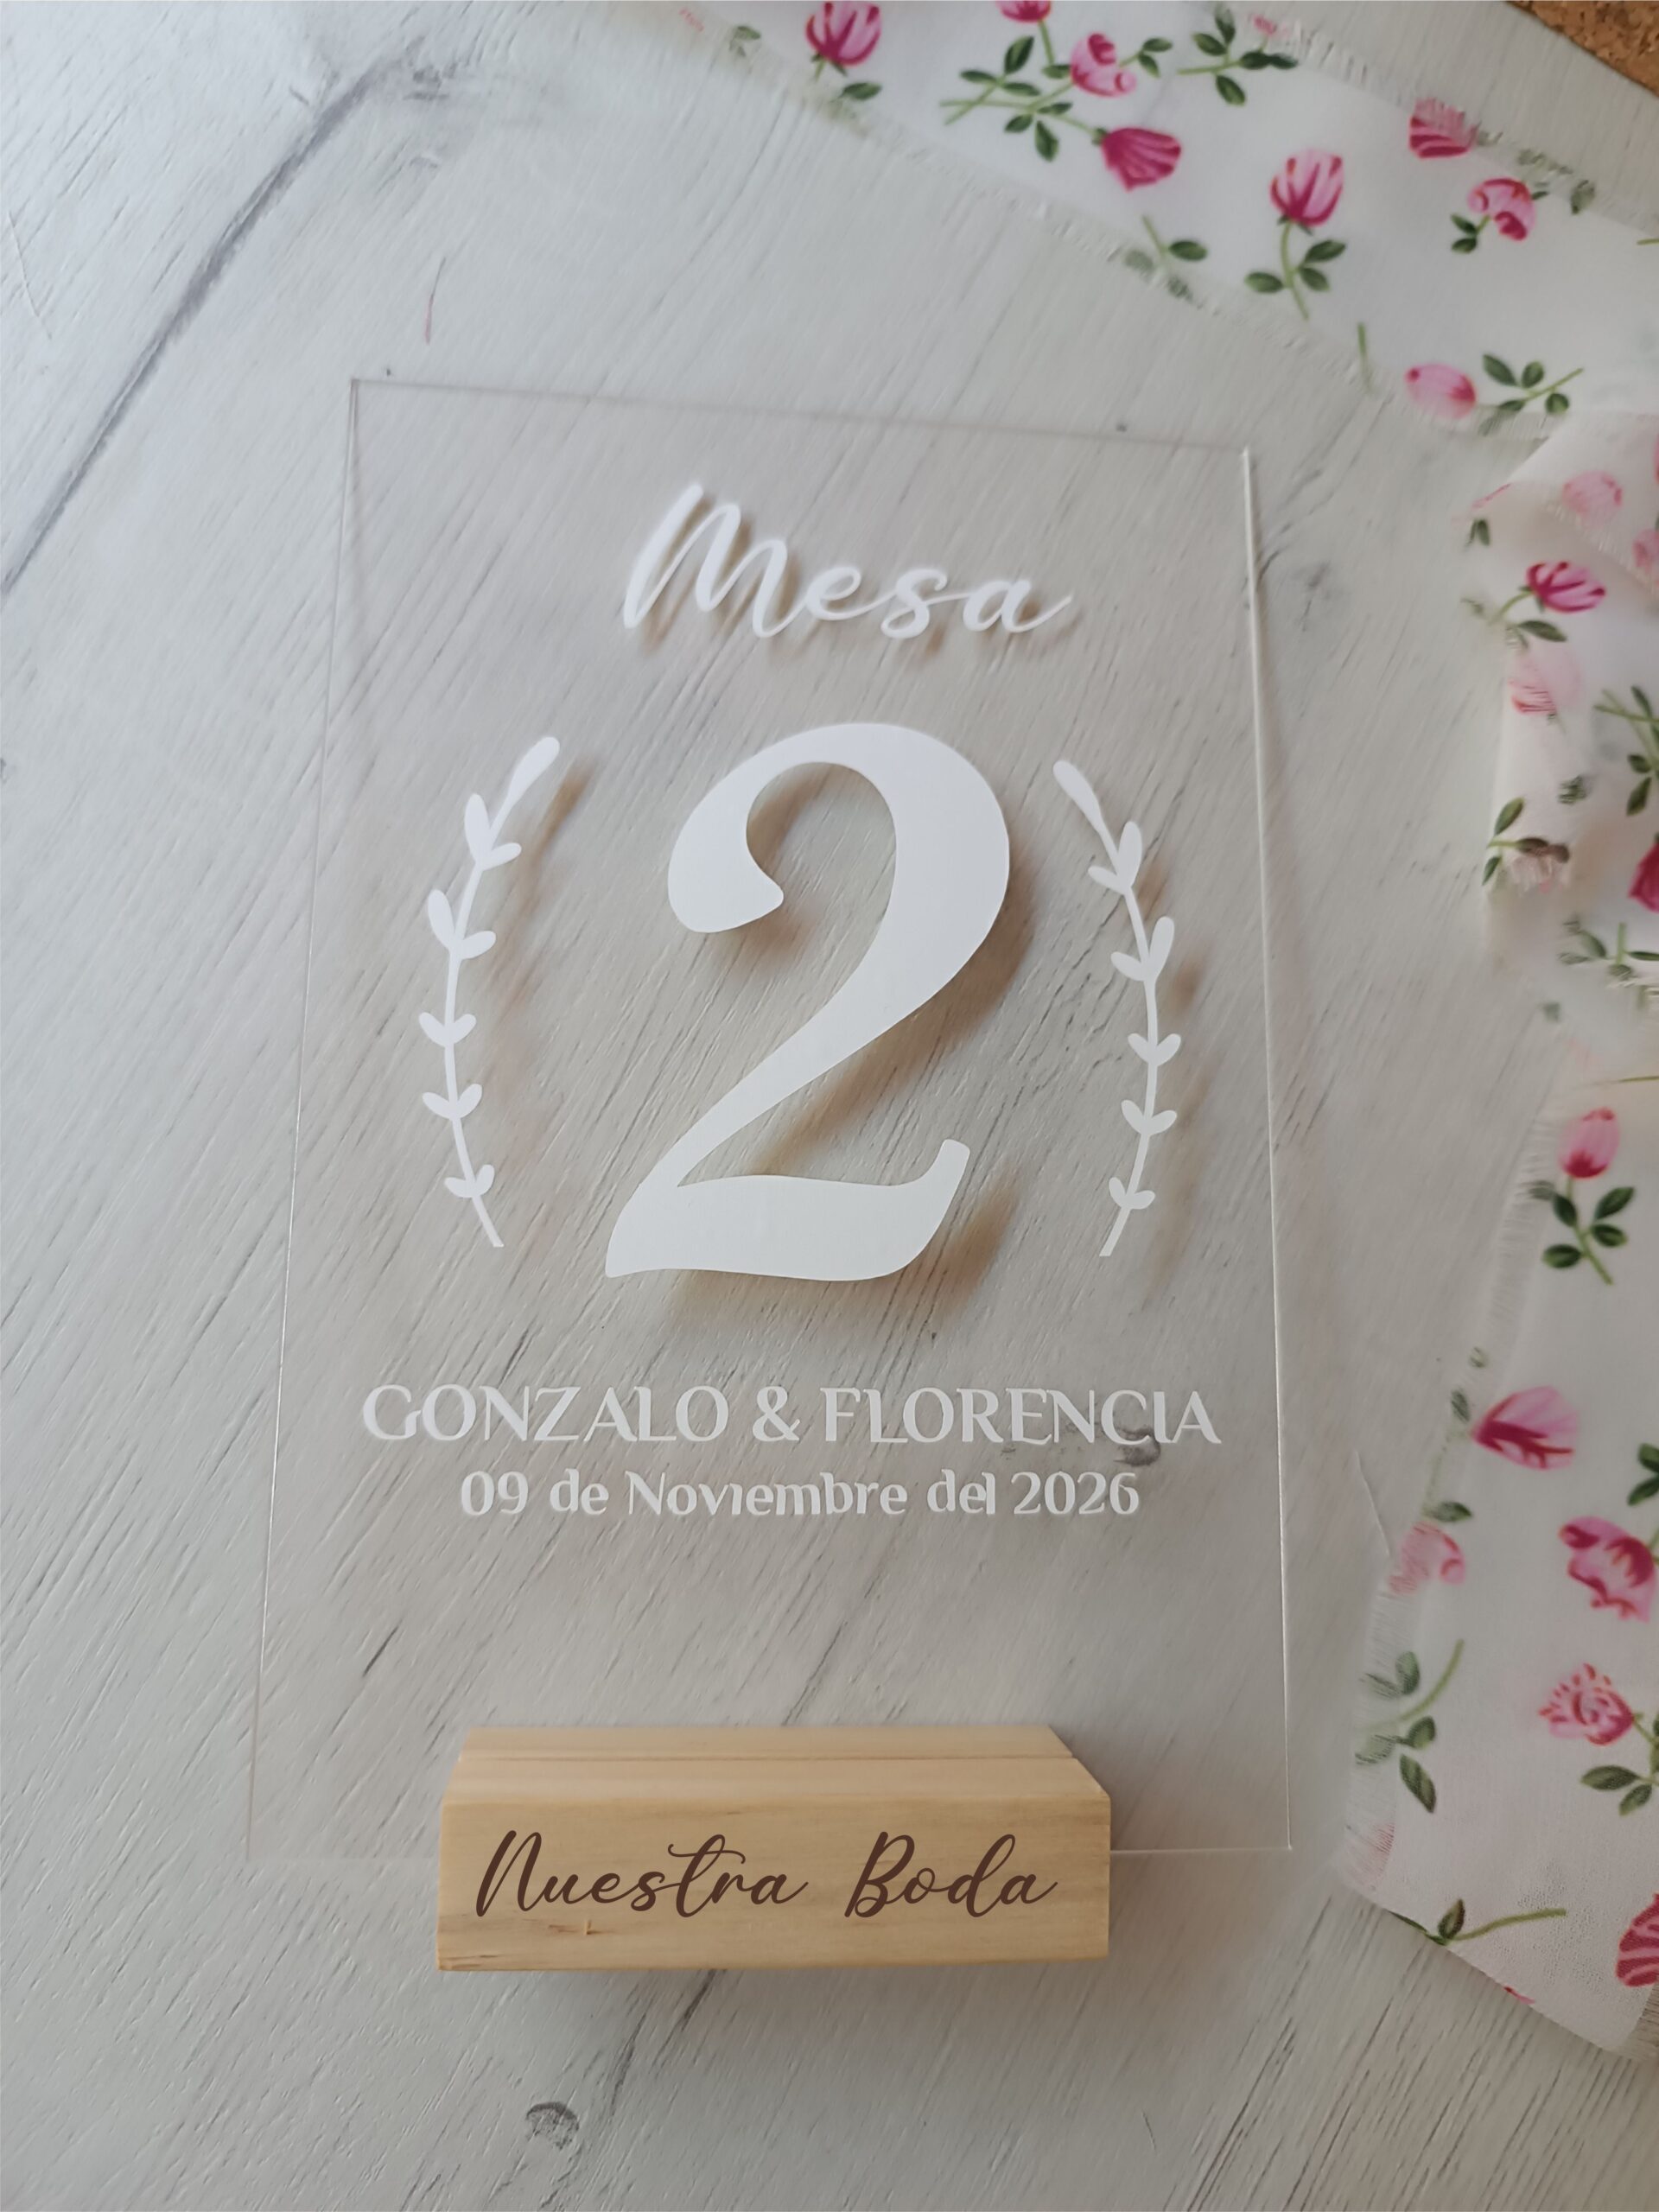 Mesa
2
GONZALO & FLORENCIA
09 de Noviembre del 2026
Nuestra Boda